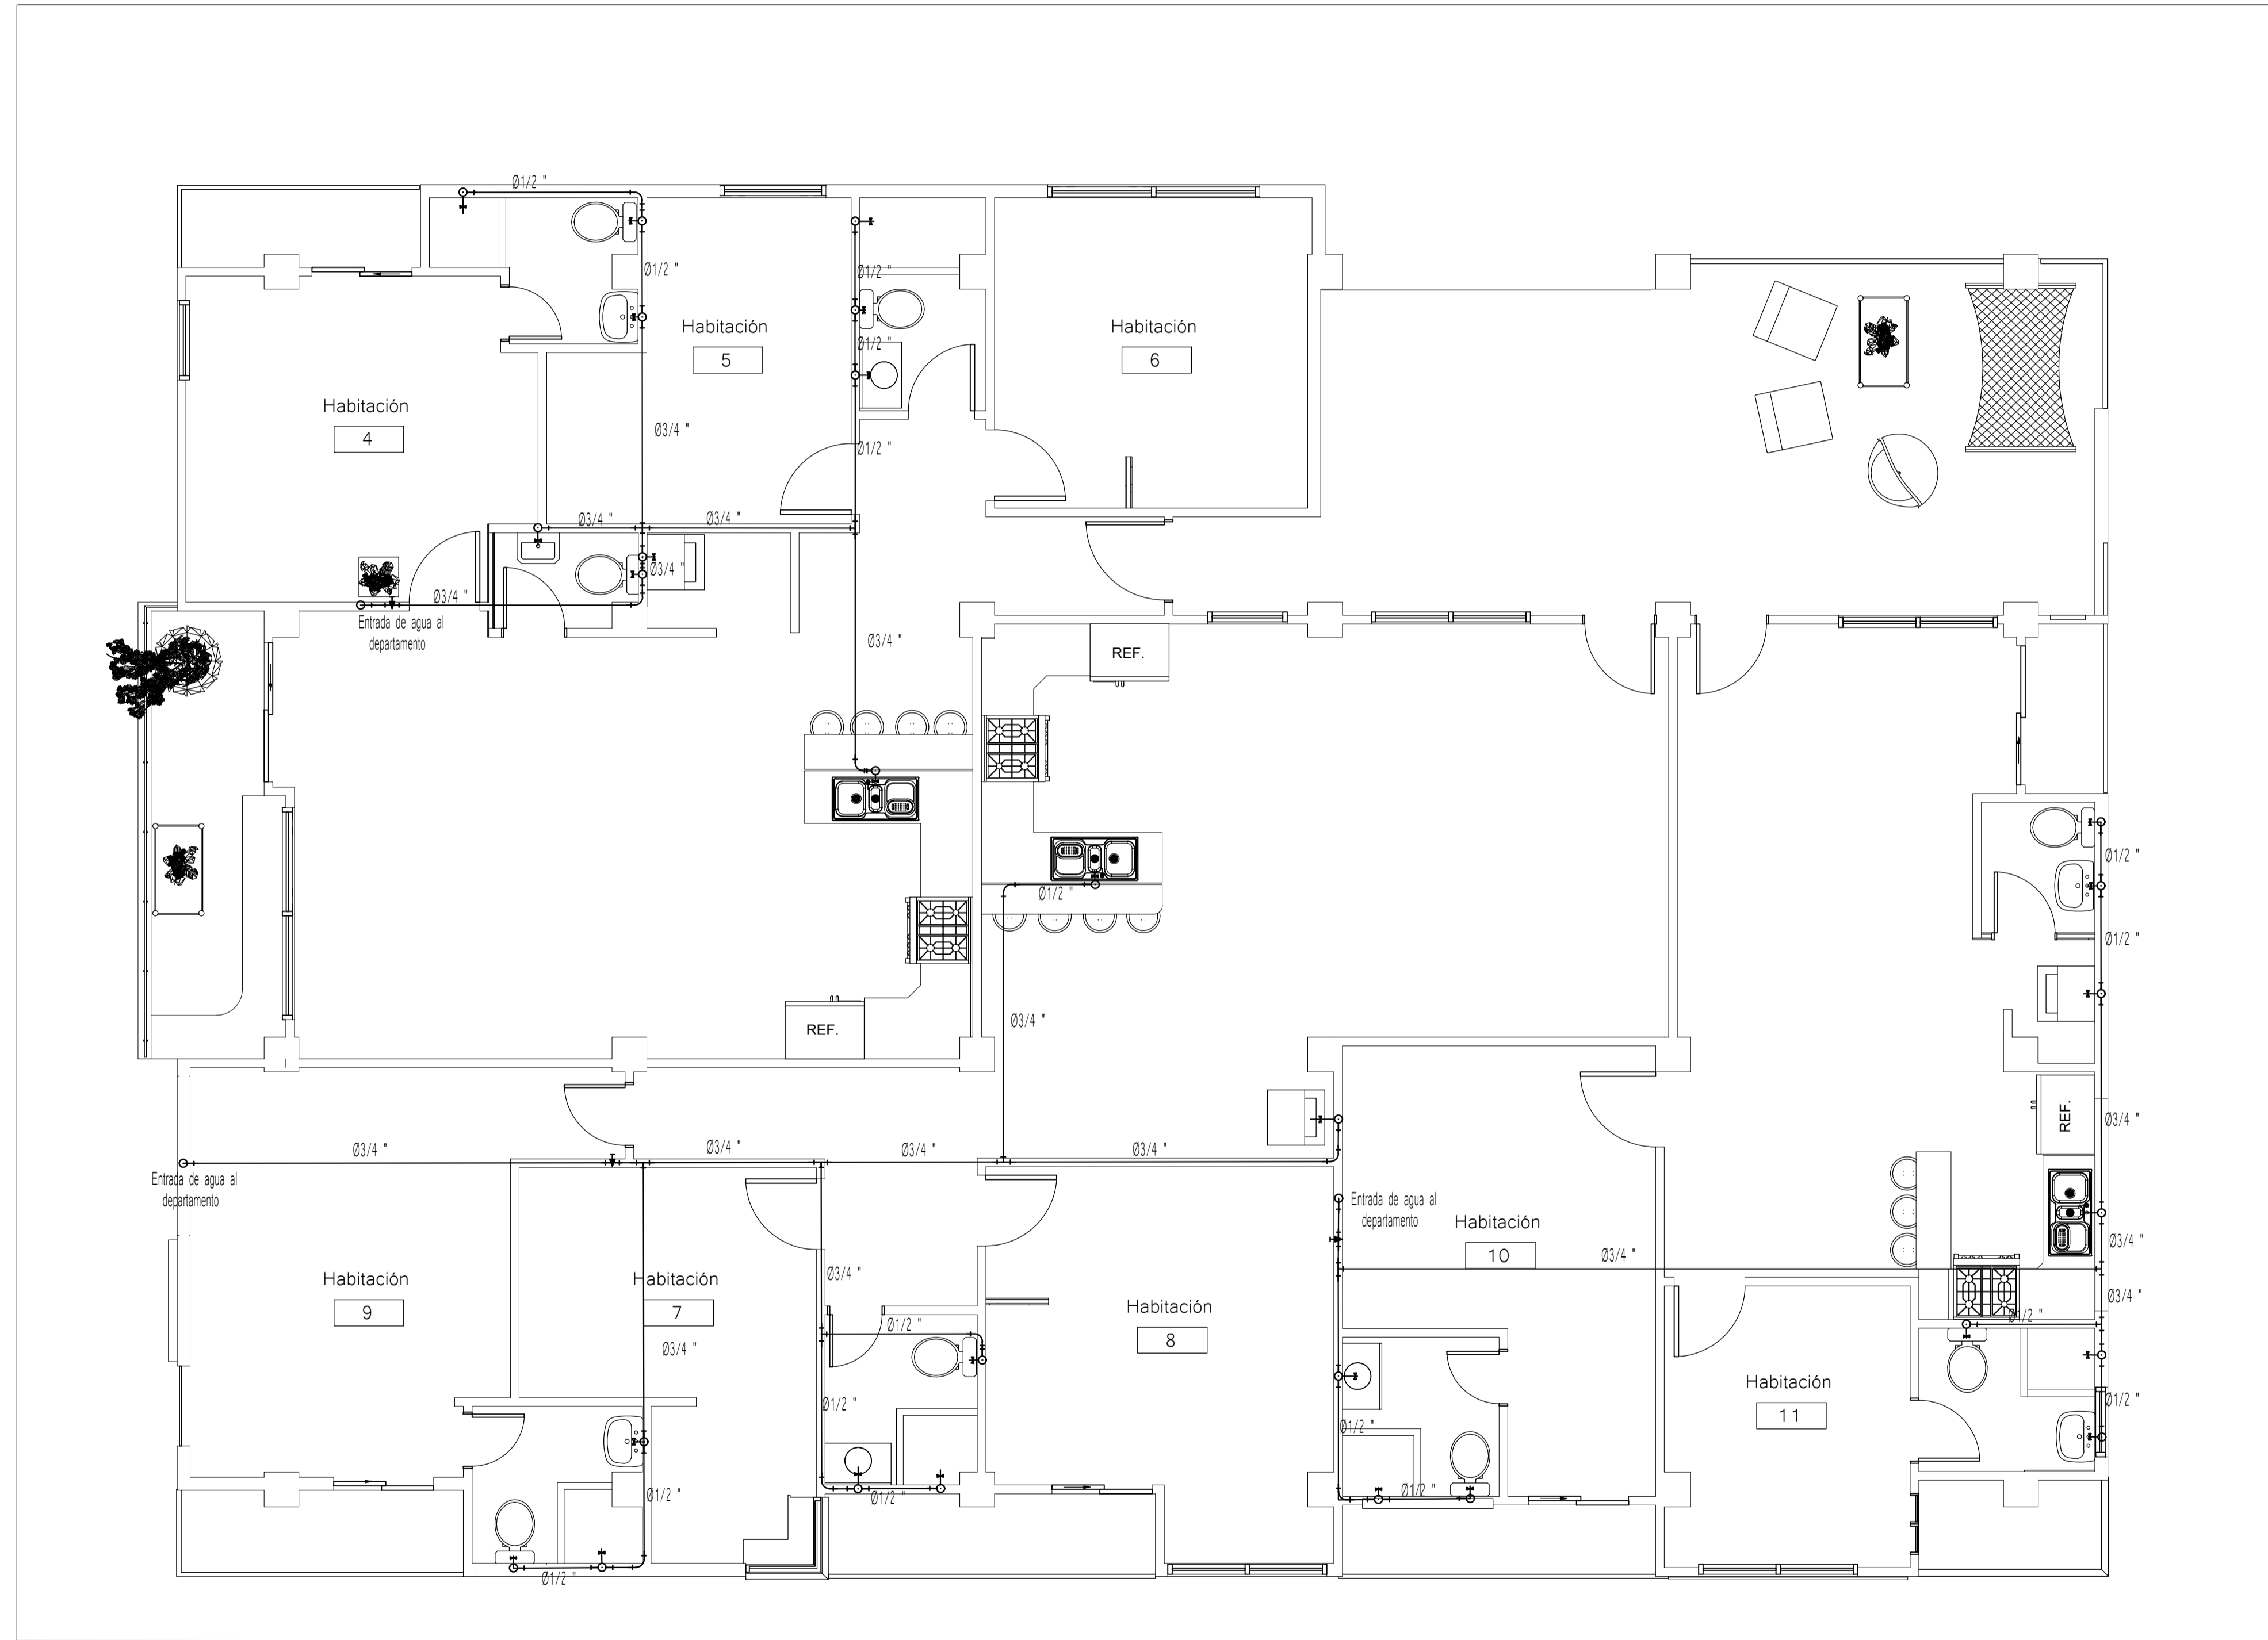 Ø1/2 "
Ø1/2 "
Ø1/2 "
Habitación
5
Habitación
6
Ø1/2 "
Habitación
4
Ø3/4 "
Ø1/2 "
Ø3/4 "
Ø3/4 "
Ø3/4 "
Ø3/4 "
Entrada de agua al
departamento
Ø3/4 "
REF.
Ø1/2 "
Ø1/2 "
Ø1/2 "
REF.
Ø3/4 "
REF.
Ø3/4 "
Ø3/4 "
Ø3/4 "
Ø3/4 "
Ø3/4 "
Entrada de agua al
departamento
Entrada de agua al
departamento
Habitación
10
Ø3/4 "
Ø3/4 "
Habitación
9
Habitación
7
Ø3/4 "
Ø3/4 "
Habitación
8
Ø1/2 "
Ø1/2 "
Ø3/4 "
Habitación
11
Ø1/2 "
Ø1/2 "
Ø1/2 "
Ø1/2 "
Ø1/2 "
Ø1/2 "
Ø1/2 "